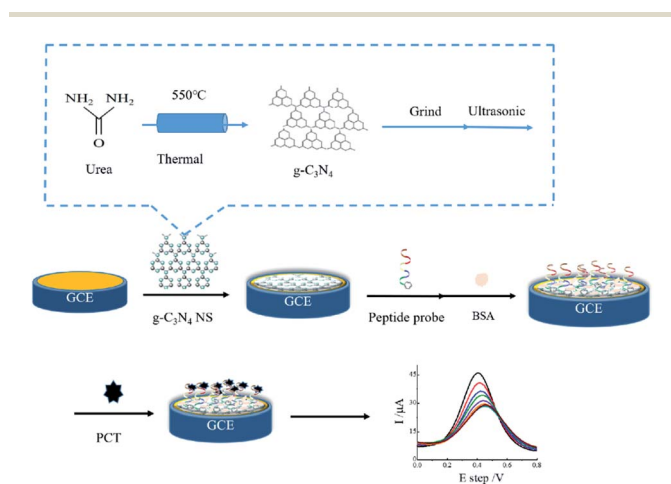 NH₂ NH₂
O
Urea
550℃
Thermal
g-C₃N₄
Grind
Ultrasonic
GCE
g-C₃N₄ NS
GCE
Peptide probe
BSA
GCE
PCT
GCE
I /μA
45
30
15
0
0.0 0.2 0.4 0.6 0.8
E step /V